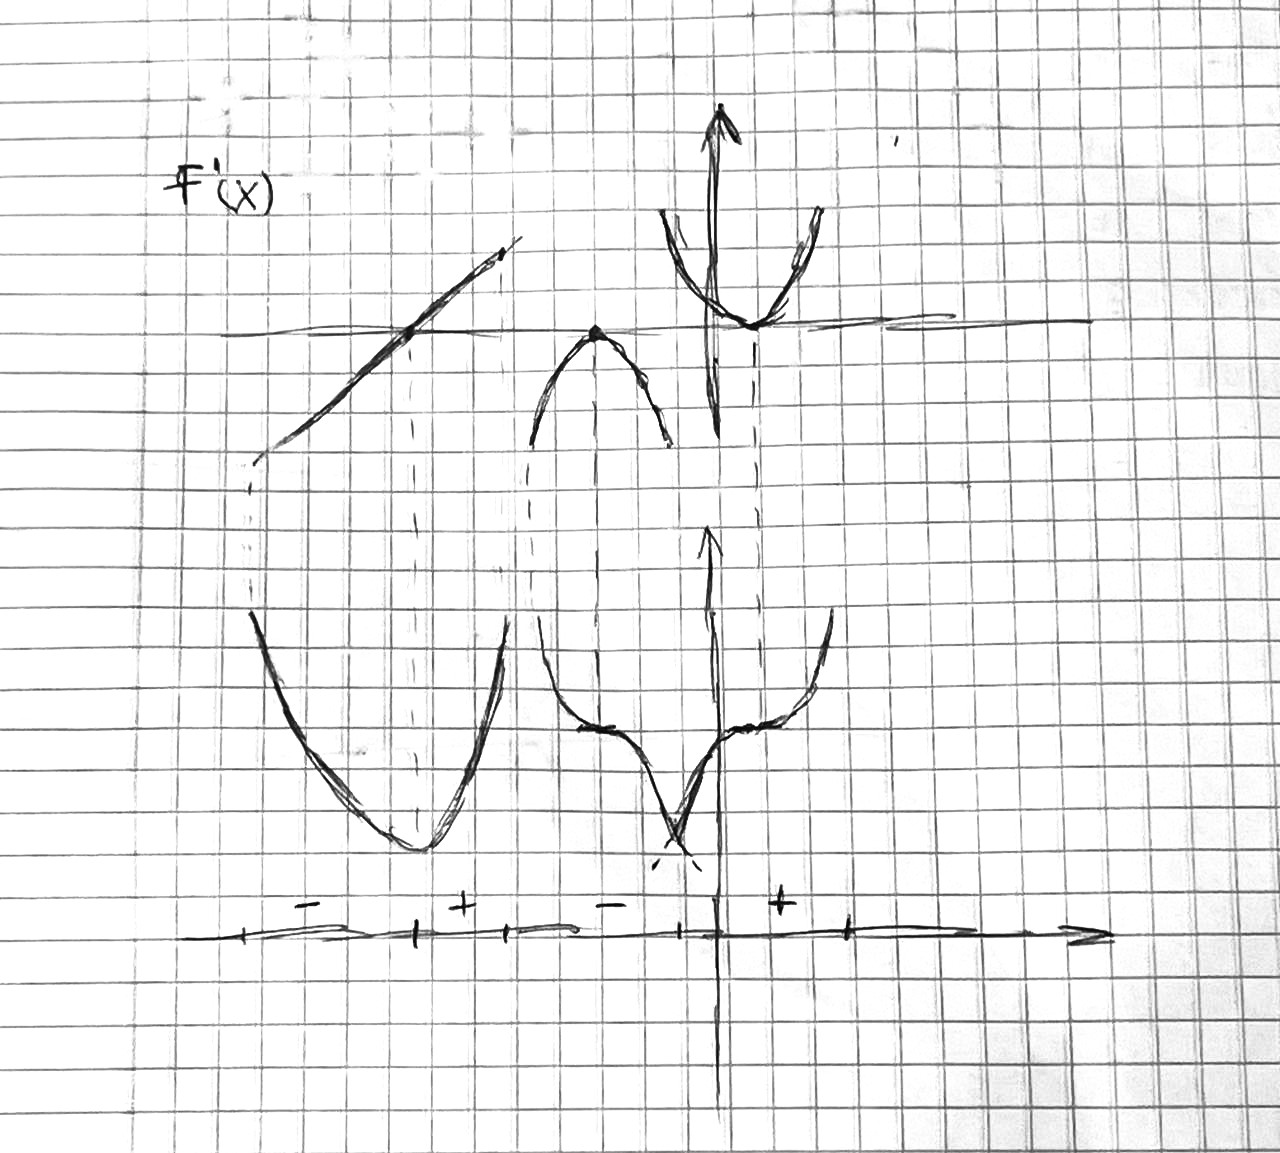 F'(x)
- + - +